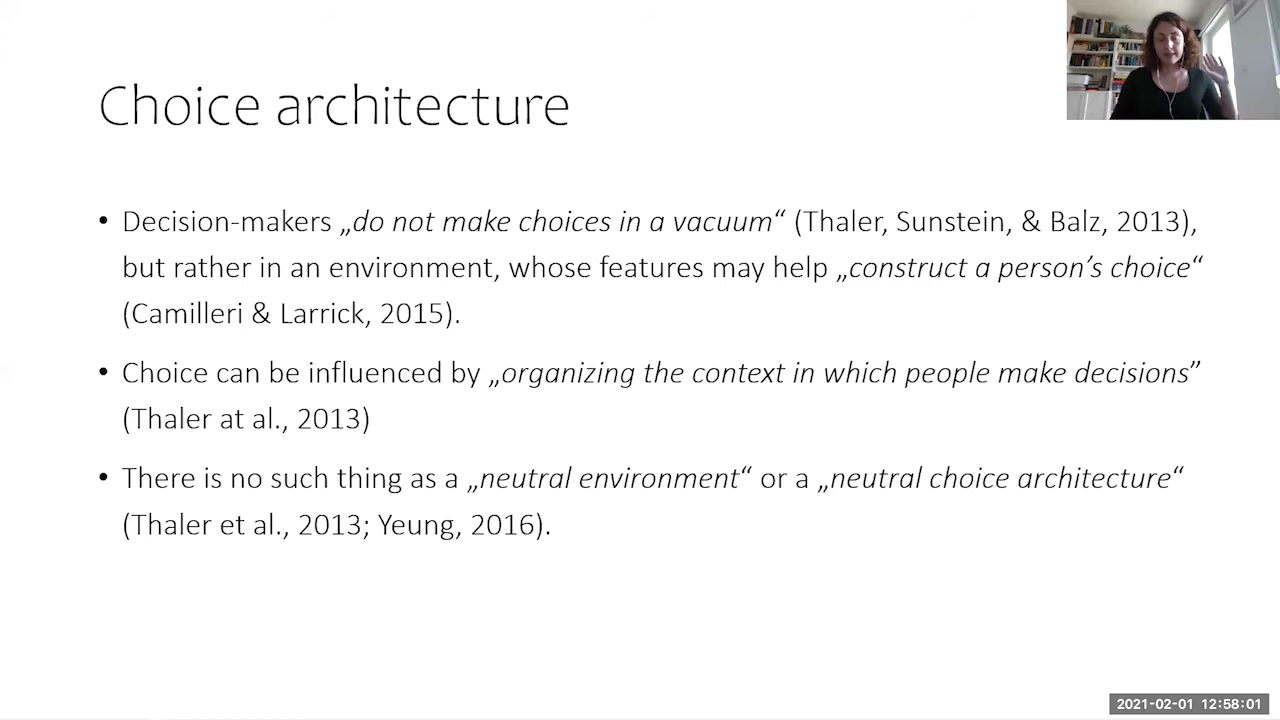 Choice architecture
• Decision-makers „do not make choices in a vacuum“ (Thaler, Sunstein, & Balz, 2013),
but rather in an environment, whose features may help „construct a person’s choice“
(Camilleri & Larrick, 2015).
• Choice can be influenced by „organizing the context in which people make decisions”
(Thaler at al., 2013)
• There is no such thing as a „neutral environment“ or a „neutral choice architecture“
(Thaler et al., 2013; Yeung, 2016).
2021-02-01 12:58:01